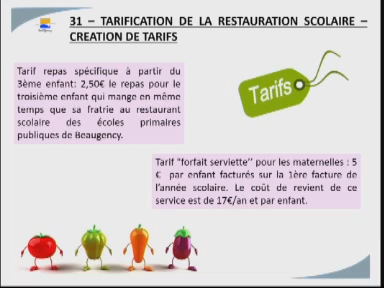 31 – TARIFICATION DE LA RESTAURATION SCOLAIRE –
CREATION DE TARIFS
Tarif repas spécifique à partir du
3ème enfant: 2,50€ le repas pour le
troisième enfant qui mange en même
temps que sa fratrie au restaurant
scolaire des écoles primaires
publiques de Beaugency.
Tarifs
Tarif "forfait serviette'' pour les maternelles : 5
€ par enfant facturés sur la 1ère facture de
l'année scolaire. Le coût de revient de ce
service est de 17€/an et par enfant.